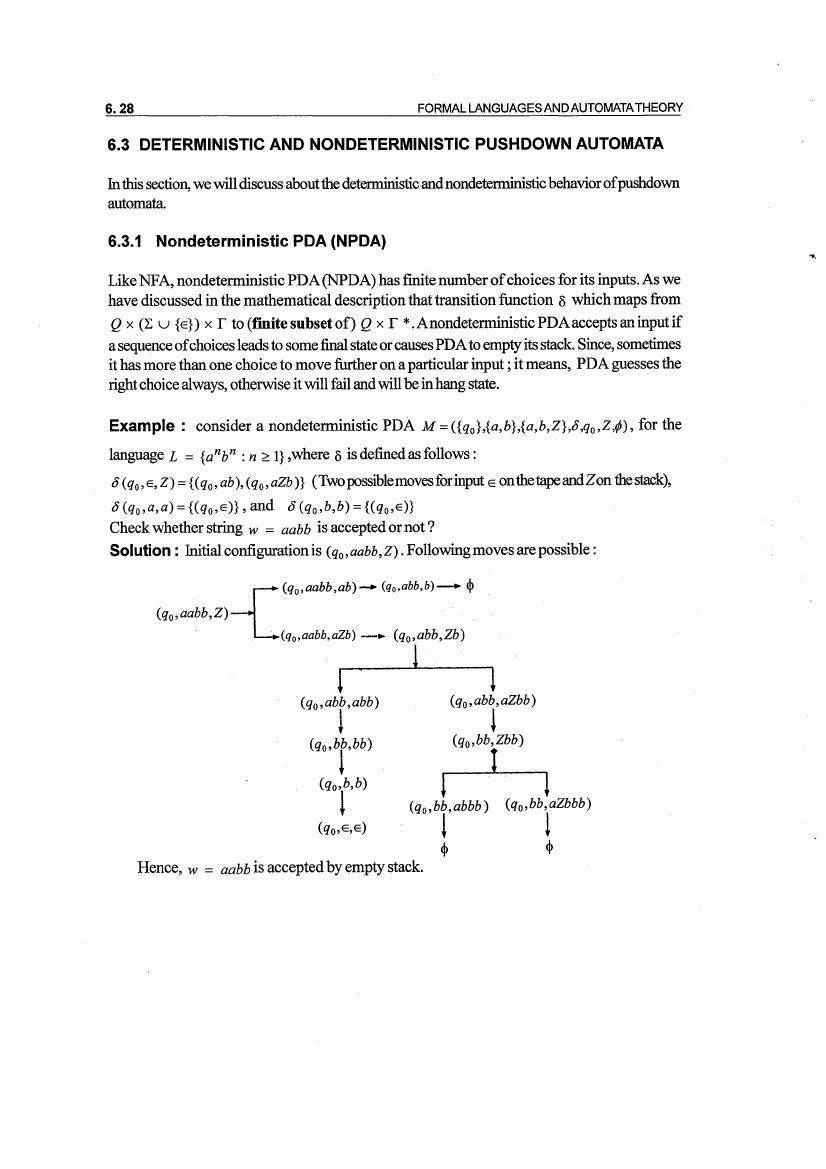 6. 28 FORMAL LANGUAGES AND AUTOMATA THEORY
6.3 DETERMINISTIC AND NONDETERMINISTIC PUSHDOWN AUTOMATA
In this section, we will discuss about the deterministic and nondeterministic behavior of pushdown
automata.
6.3.1 Nondeterministic PDA (NPDA)
Like NFA, nondeterministic PDA (NPDA) has finite number of choices for its inputs. As we
have discussed in the mathematical description that transition function δ which maps from
Q × (Σ ∪ {∈}) × Γ to (finite subset of) Q × Γ *. A nondeterministic PDA accepts an input if
a sequence of choices leads to some final state or causes PDA to empty its stack. Since, sometimes
it has more than one choice to move further on a particular input ; it means, PDA guesses the
right choice always, otherwise it will fail and will be in hang state.
Example : consider a nondeterministic PDA M = ({q₀},{a,b},{a,b,Z},δ,q₀,Z,ϕ), for the
language L = {aⁿbⁿ : n ≥ 1} ,where δ is defined as follows :
δ (q₀,∈,Z) = {(q₀,ab),(q₀,aZb)} (Two possible moves for input ∈ on the tape and Z on the stack),
δ (q₀,a,a) = {(q₀,∈)} , and δ (q₀,b,b) = {(q₀,∈)}
Check whether string w = aabb is accepted or not ?
Solution : Initial configuration is (q₀,aabb,Z). Following moves are possible :
(q₀,aabb,ab) → (q₀,abb,b) → ϕ
(q₀,aabb,Z) →
(q₀,aabb,aZb) → (q₀,abb,Zb)
(q₀,abb,abb) (q₀,abb,aZbb)
(q₀,bb,bb) (q₀,bb,Zbb)
(q₀,b,b)
(q₀,bb,abbb) (q₀,bb,aZbbb)
(q₀,∈,∈)
ϕ ϕ
Hence, w = aabb is accepted by empty stack.